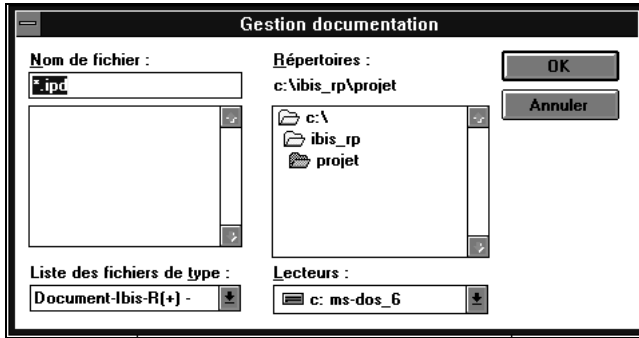 Gestion documentation
Nom de fichier :
*.ipd
Répertoires :
c:\ibis_rp\projet
c:\
ibis_rp
projet
OK
Annuler
Liste des fichiers de type :
Document-Ibis-R(+) -
Lecteurs :
c: ms-dos_6